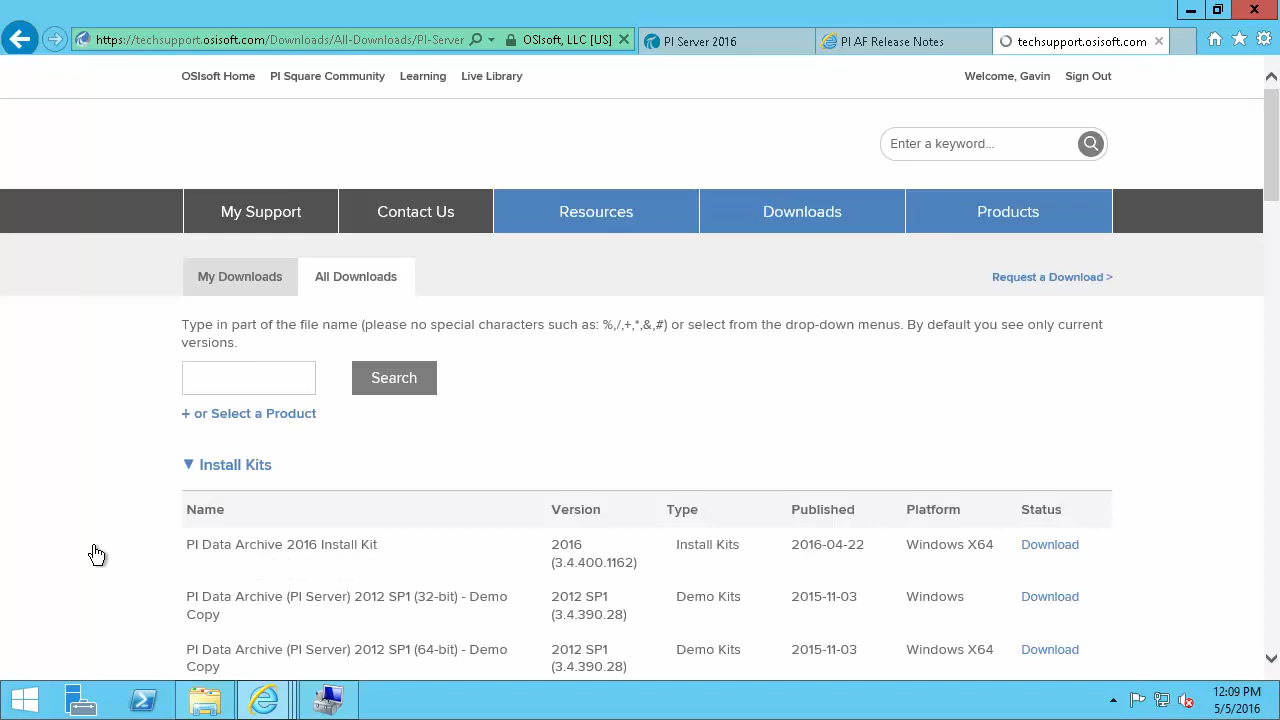 https://techsupport.osisoft.com/Downloads/All-Downloads/PI-Server
OSIsoft, LLC [US]
PI Server 2016
PI AF Release Notes
techsupport.osisoft.com
OSIsoft Home
PI Square Community
Learning
Live Library
Welcome, Gavin
Sign Out
Enter a keyword...
My Support
Contact Us
Resources
Downloads
Products
My Downloads
All Downloads
Request a Download >
Type in part of the file name (please no special characters such as: %,/,+,*,&,#) or select from the drop-down menus. By default you see only current
versions.
Search
+ or Select a Product
▼ Install Kits
Name Version Type Published Platform Status
PI Data Archive 2016 Install Kit 2016 Install Kits 2016-04-22 Windows X64 Download
(3.4.400.1162)
PI Data Archive (PI Server) 2012 SP1 (32-bit) - Demo 2012 SP1 Demo Kits 2015-11-03 Windows Download
Copy (3.4.390.28)
PI Data Archive (PI Server) 2012 SP1 (64-bit) - Demo 2012 SP1 Demo Kits 2015-11-03 Windows X64 Download
Copy (3.4.390.28)
12:09 PM
5/5/2016